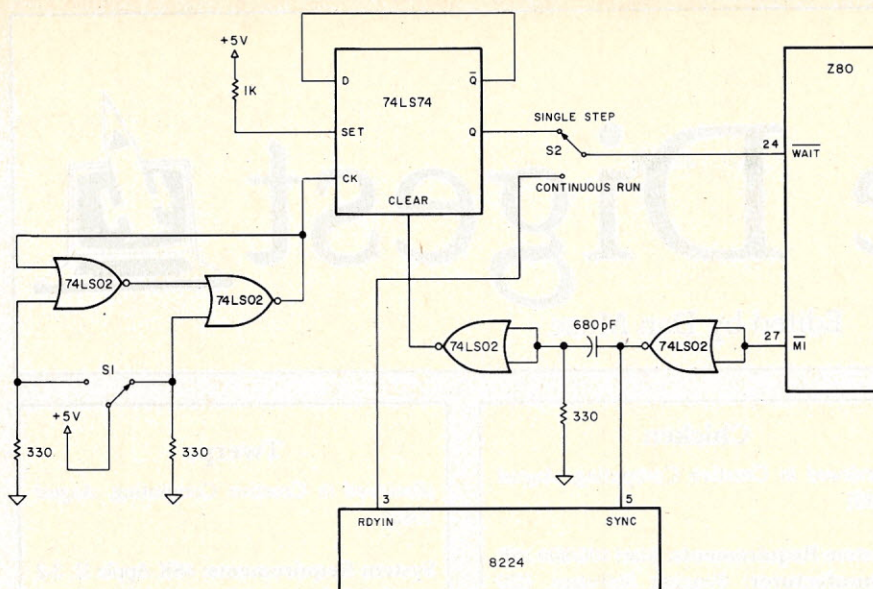 +5V
1K
D
Q
74LS74
SET
Q
CK
CLEAR
SINGLE STEP
S2
CONTINUOUS RUN
Z80
24
WAIT
74LS02
74LS02
S1
+5V
330
330
74LS02
680pF
74LS02
27
MI
330
3
5
RDYIN
SYNC
8224